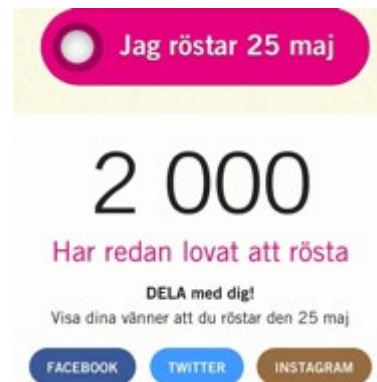 Jag röstar 25 maj
2 000
Har redan lovat att rösta
DELA med dig!
Visa dina vänner att du röstar den 25 maj
FACEBOOK TWITTER INSTAGRAM